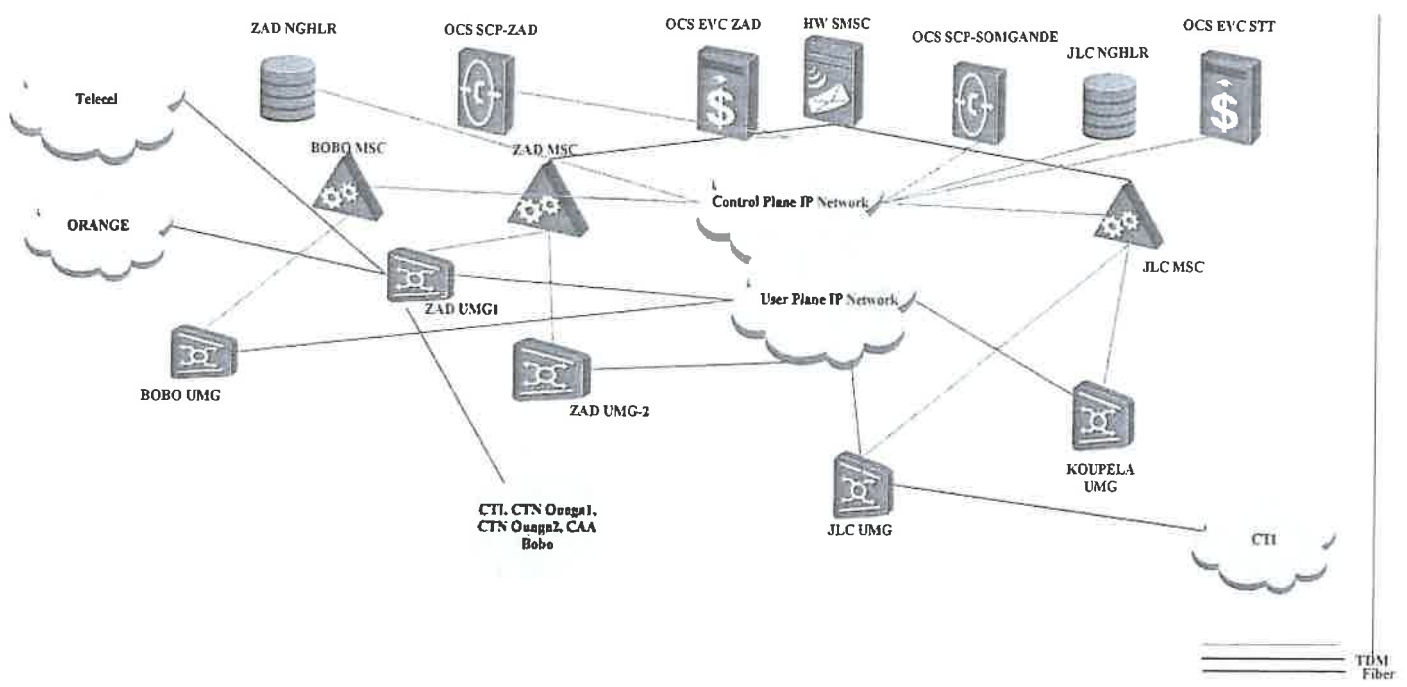 ZAD NGHLR
OCS SCP-ZAD
OCS EVC ZAD
HW SMSC
OCS SCP-SOMGANDE
JLC NGHLR
OCS EVC STT
Telecel
BOBO MSC
ZAD MSC
Control Plane IP Network
ORANGE
JLC MSC
ZAD UMG1
User Plane IP Network
BOBO UMG
ZAD UMG-2
KOUPELA
UMG
CTI, CTN Ouaga1,
CTN Ouaga2, CAA
Bobo
JLC UMG
CTI
TDM
Fiber